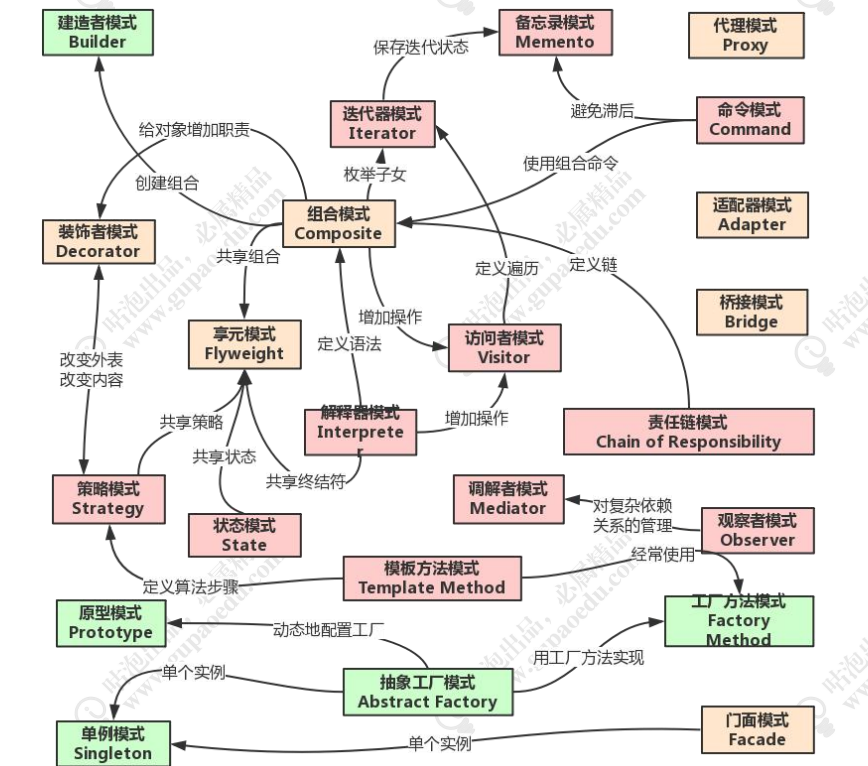 建造者模式
Builder
备忘录模式
Memento
代理模式
Proxy
保存迭代状态
迭代器模式
Iterator
避免滞后
命令模式
Command
给对象增加职责
创建组合
枚举子女
使用组合命令
装饰者模式
Decorator
组合模式
Composite
适配器模式
Adapter
共享组合
定义遍历
定义链
桥接模式
Bridge
享元模式
Flyweight
定义语法
增加操作
访问者模式
Visitor
改变外表
改变内容
共享策略
解释器模式
Interprete
r
增加操作
责任链模式
Chain of Responsibility
共享状态
共享终结符
策略模式
Strategy
状态模式
State
调解者模式
Mediator
对复杂依赖
关系的管理
观察者模式
Observer
定义算法步骤
模板方法模式
Template Method
经常使用
原型模式
Prototype
动态地配置工厂
工厂方法模式
Factory
Method
单个实例
抽象工厂模式
Abstract Factory
用工厂方法实现
单例模式
Singleton
单个实例
门面模式
Facade
咕泡出品，必属精品
www.gupaoedu.com